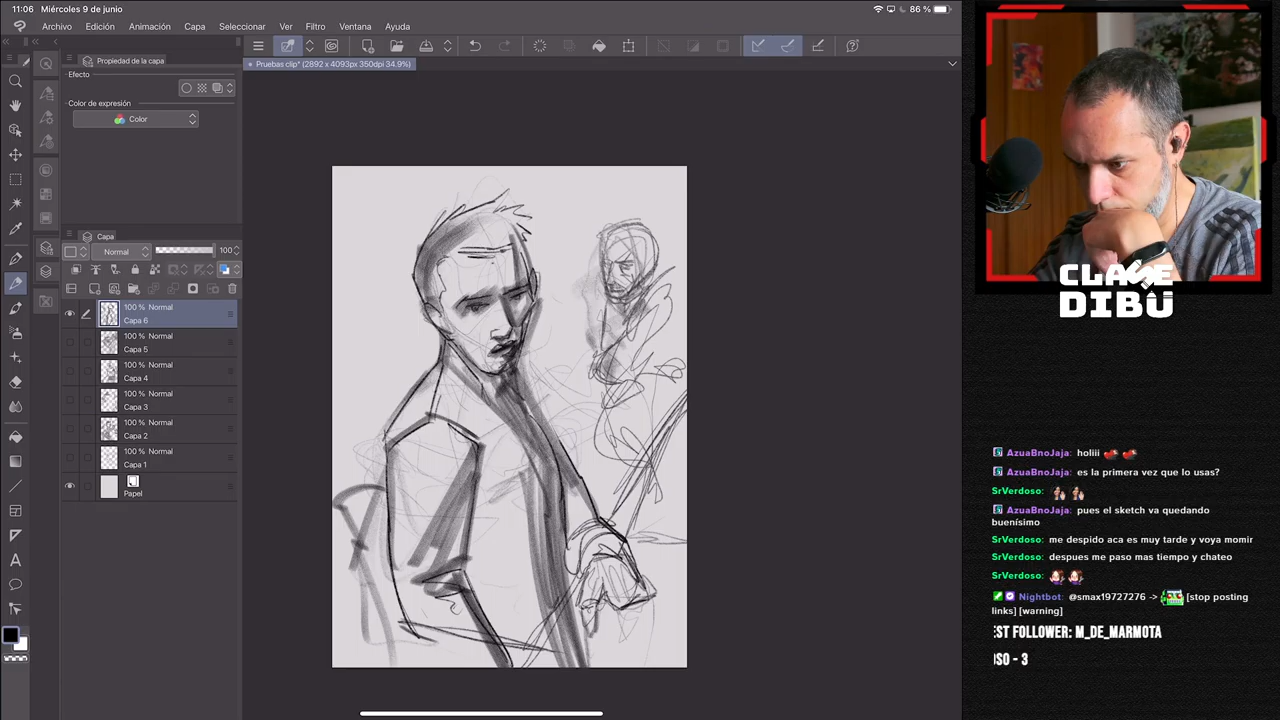 11:06 Miércoles 9 de junio
86 %
Archivo Edición Animación Capa Seleccionar Ver Filtro Ventana Ayuda
Pruebas clip* (2892 x 4093px 350dpi 34.9%)
Propiedad de la capa
Efecto
Color de expresión
Color
Capa
Normal 100
100 % Normal
Capa 6
100 % Normal
Capa 5
100 % Normal
Capa 4
100 % Normal
Capa 3
100 % Normal
Capa 2
100 % Normal
Capa 1
Papel
CLASE
DIBU
AzuaBnoJaja: holiii
AzuaBnoJaja: es la primera vez que lo usas?
SrVerdoso:
AzuaBnoJaja: pues el sketch va quedando
buenísimo
SrVerdoso: me despido aca es muy tarde y voya momir
SrVerdoso: despues me paso mas tiempo y chateo
SrVerdoso:
Nightbot: @smax19727276 -> [stop posting
links] [warning]
EST FOLLOWER: M_DE_MARMOTA
OSO - 3